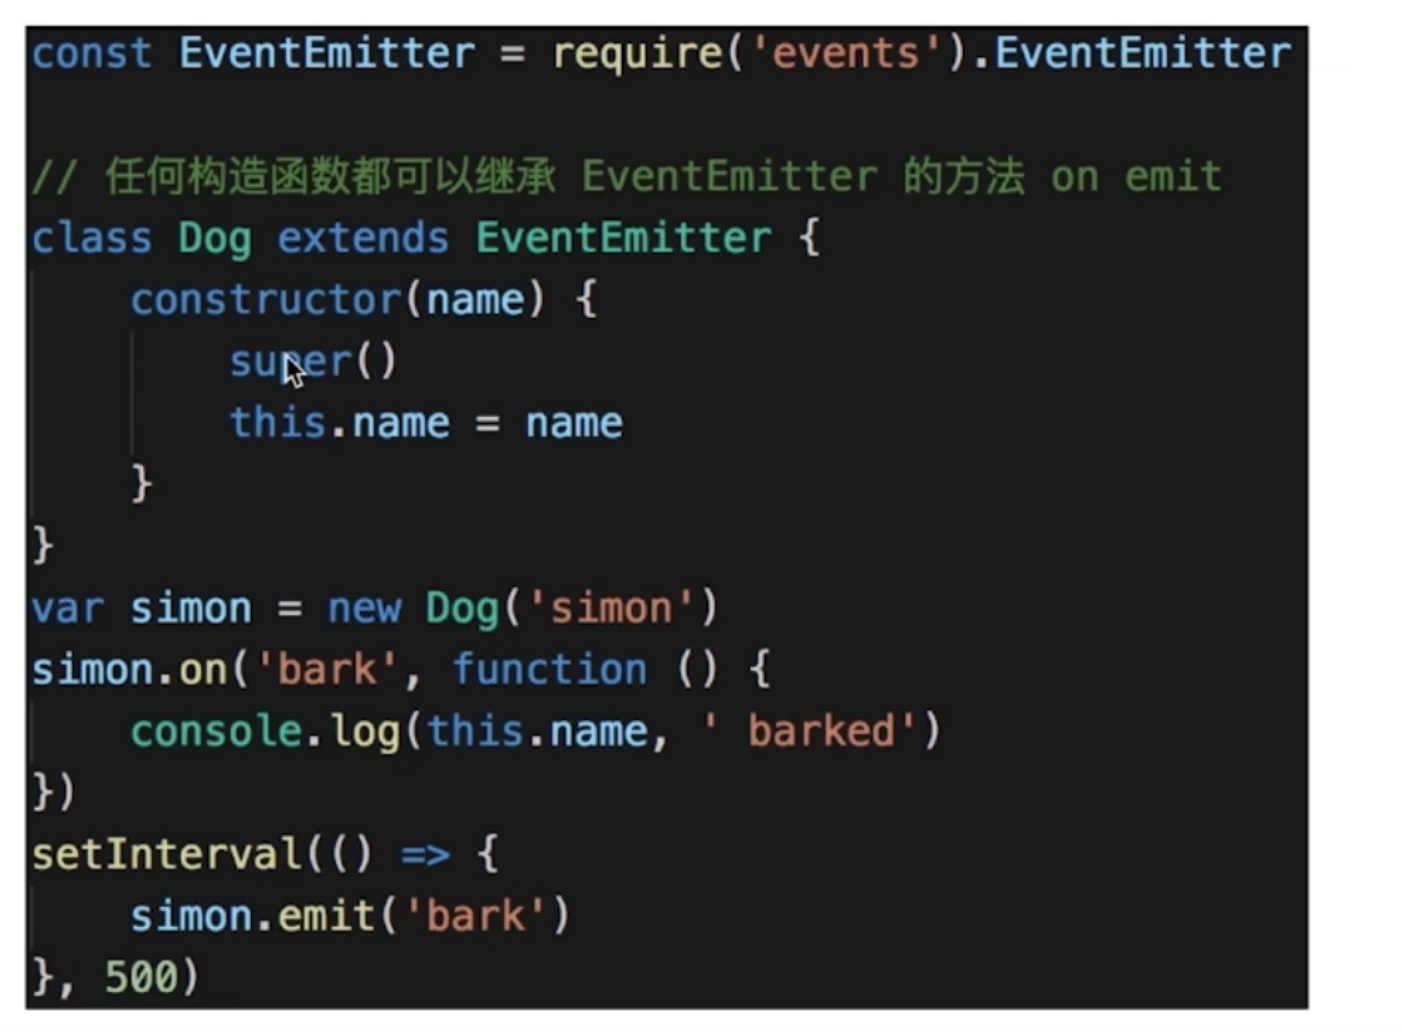 const EventEmitter = require('events').EventEmitter
// 任何构造函数都可以继承 EventEmitter 的方法 on emit
class Dog extends EventEmitter {
    constructor(name) {
        super()
        this.name = name
    }
}
var simon = new Dog('simon')
simon.on('bark', function () {
    console.log(this.name, ' barked')
})
setInterval(() => {
    simon.emit('bark')
}, 500)